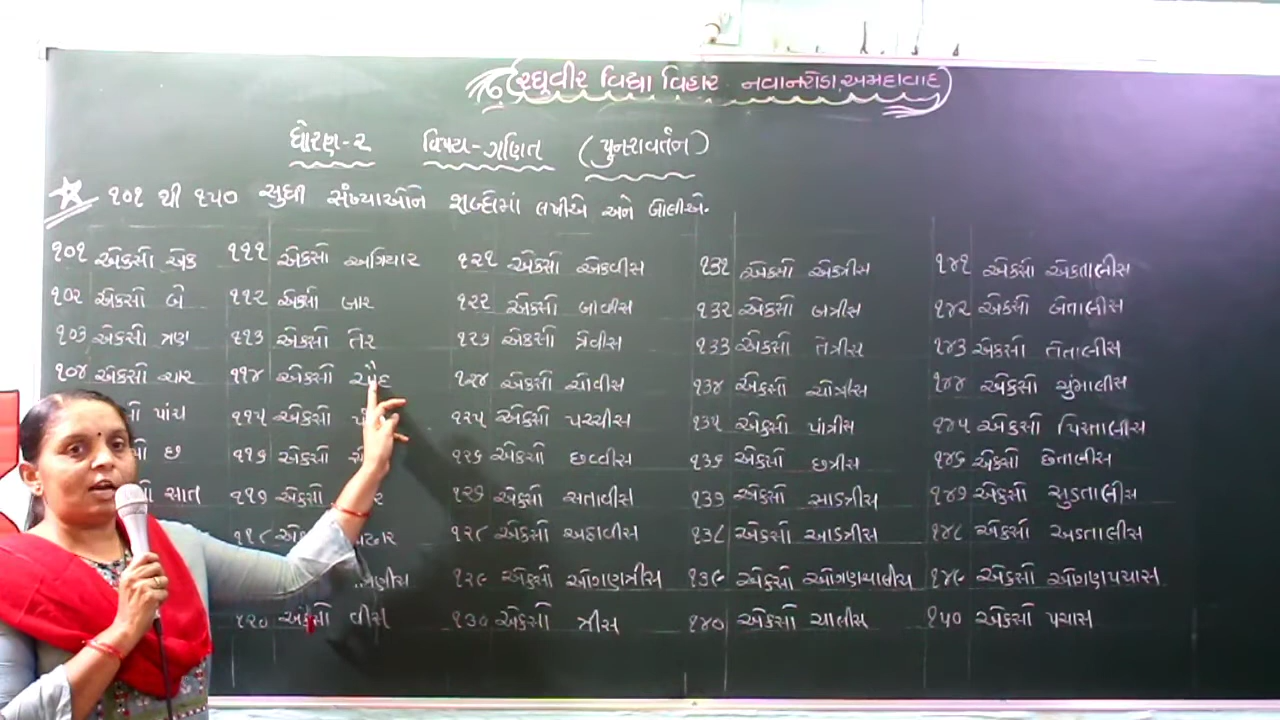 રઘુવીર વિદ્યા વિહાર નવાનરોડા, અમદાવાદ
ધોરણ-૨ વિષય-ગણિત (પુનરાવર્તન)
૧૦૧ થી ૧૫૦ સુધી સંખ્યાઓને શબ્દોમાં લખીએ અને બોલીએ.
૧૦૧ એકસો એક ૧૧૧ એકસો અગિયાર ૧૨૧ એકસો એકવીસ ૧૩૧ એકસો એકત્રીસ ૧૪૧ એકસો એકતાલીસ
૧૦૨ એકસો બે ૧૧૨ એકસો બાર ૧૨૨ એકસો બાવીસ ૧૩૨ એકસો બત્રીસ ૧૪૨ એકસો બેતાલીસ
૧૦૩ એકસો ત્રણ ૧૧૩ એકસો તેર ૧૨૩ એકસો ત્રેવીસ ૧૩૩ એકસો તેત્રીસ ૧૪૩ એકસો તેતાલીસ
૧૦૪ એકસો ચાર ૧૧૪ એકસો ચૌદ ૧૨૪ એકસો ચોવીસ ૧૩૪ એકસો ચોત્રીસ ૧૪૪ એકસો ચુંમાલીસ
પાંચ ૧૧૫ એકસો ૧૨૫ એકસો પચ્ચીસ ૧૩૫ એકસો પાંત્રીસ ૧૪૫ એકસો પિસ્તાલીસ
છ ૧૧૬ એકસો ૧૨૬ એકસો છવ્વીસ ૧૩૬ એકસો છત્રીસ ૧૪૬ એકસો છેતાલીસ
સાત ૧૧૭ એકસો ૧૨૭ એકસો સતાવીસ ૧૩૭ એકસો સાડત્રીસ ૧૪૭ એકસો સુડતાલીસ
૧૧૮ ૧૨૮ એકસો અઠાવીસ ૧૩૮ એકસો આડત્રીસ ૧૪૮ એકસો અડતાલીસ
૧૨૯ એકસો ઓગણત્રીસ ૧૩૯ એકસો ઓગણચાલીસ ૧૪૯ એકસો ઓગણપચાસ
૧૨૦ એકસો વીસ ૧૩૦ એકસો ત્રીસ ૧૪૦ એકસો ચાલીસ ૧૫૦ એકસો પચાસ